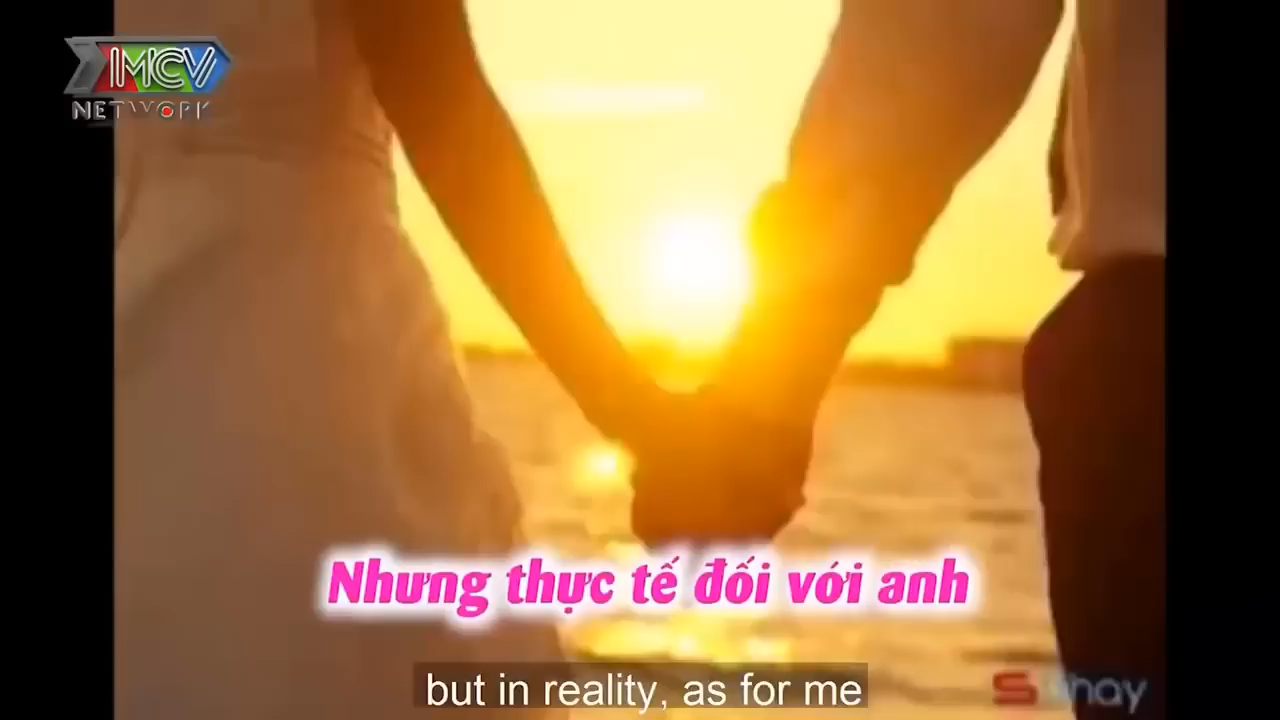 MCV
NETWORK
Nhưng thực tế đối với anh
but in reality, as for me